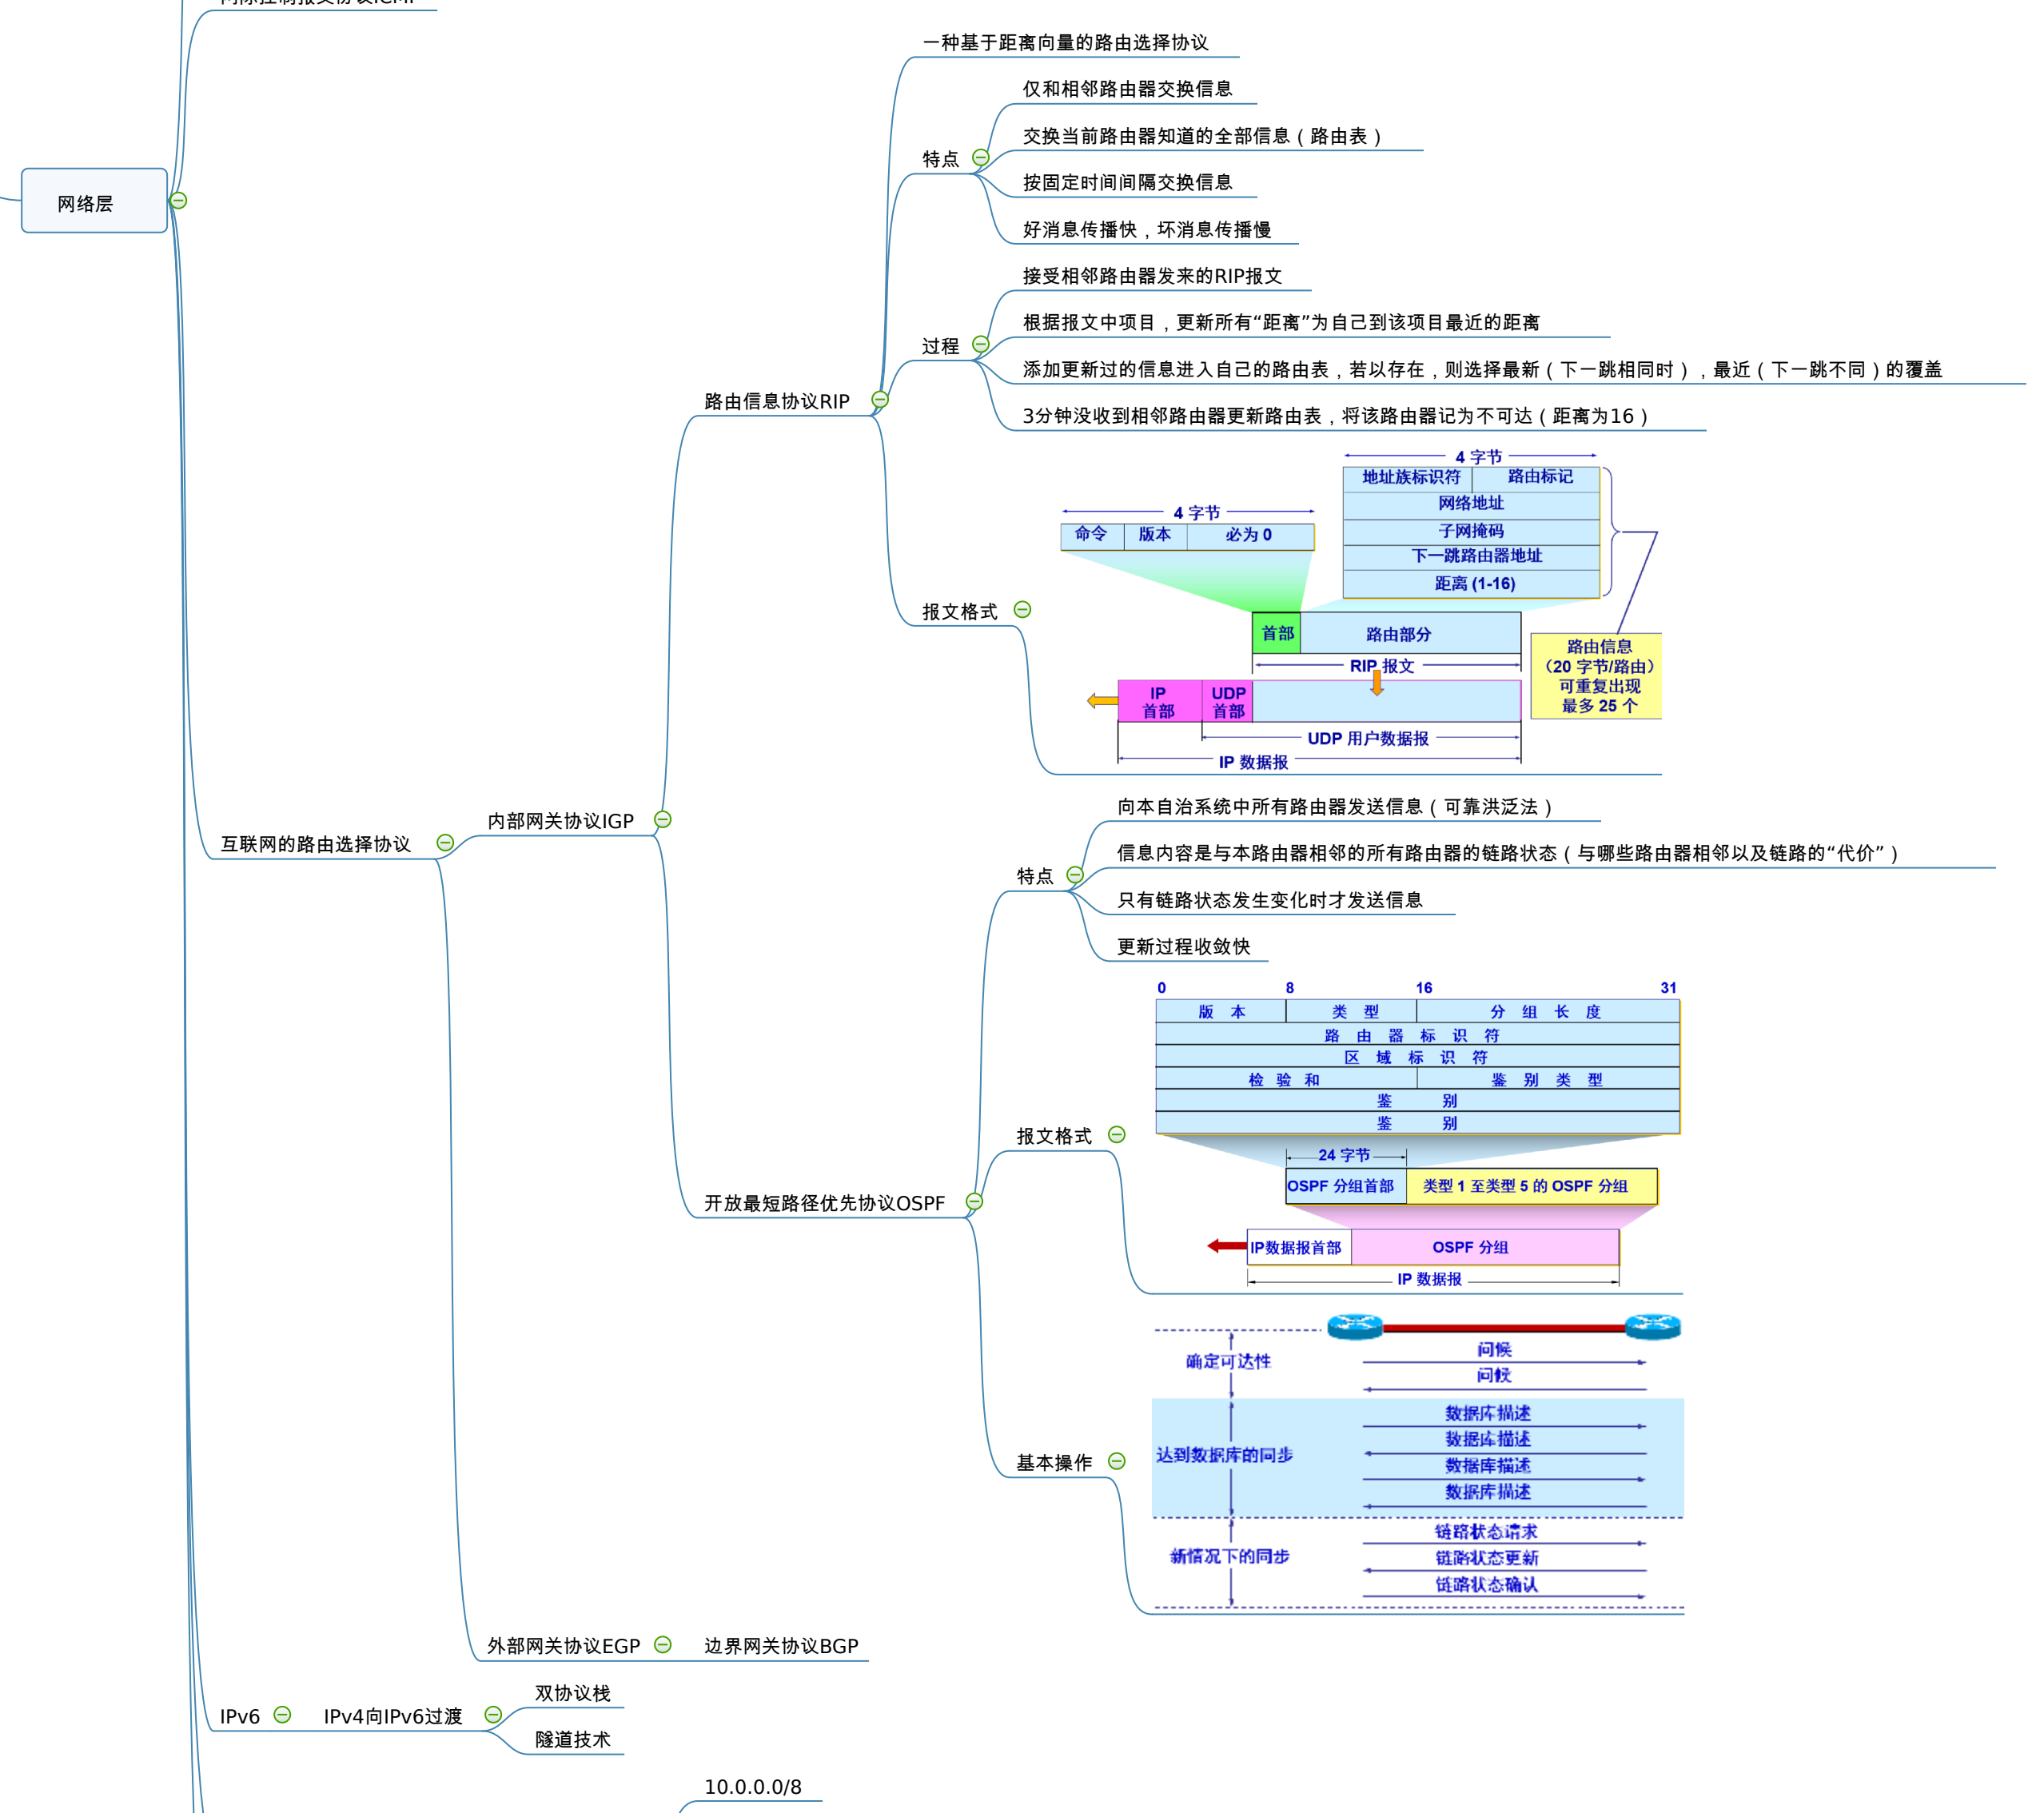 网络层
互联网的路由选择协议
内部网关协议IGP
路由信息协议RIP
一种基于距离向量的路由选择协议
特点
仅和相邻路由器交换信息
交换当前路由器知道的全部信息（路由表）
按固定时间间隔交换信息
好消息传播快，坏消息传播慢
过程
接受相邻路由器发来的RIP报文
根据报文中项目，更新所有“距离”为自己到该项目最近的距离
添加更新过的信息进入自己的路由表，若以存在，则选择最新（下一跳相同时），最近（下一跳不同）的覆盖
3分钟没收到相邻路由器更新路由表，将该路由器记为不可达（距离为16）
报文格式
4 字节
地址族标识符 路由标记
网络地址
子网掩码
下一跳路由器地址
距离 (1-16)
4 字节
命令 版本 必为 0
首部 路由部分
RIP 报文
路由信息
（20 字节/路由）
可重复出现
最多 25 个
IP
首部
UDP
首部
UDP 用户数据报
IP 数据报
开放最短路径优先协议OSPF
特点
向本自治系统中所有路由器发送信息（可靠洪泛法）
信息内容是与本路由器相邻的所有路由器的链路状态（与哪些路由器相邻以及链路的“代价”）
只有链路状态发生变化时才发送信息
更新过程收敛快
报文格式
0 8 16 31
版 本 类 型 分 组 长 度
路 由 器 标 识 符
区 域 标 识 符
检 验 和 鉴 别 类 型
鉴 别
鉴 别
24 字节
OSPF 分组首部 类型 1 至类型 5 的 OSPF 分组
IP数据报首部 OSPF 分组
IP 数据报
基本操作
确定可达性
问候
问候
达到数据库的同步
数据库描述
数据库描述
数据库描述
数据库描述
新情况下的同步
链路状态请求
链路状态更新
链路状态确认
外部网关协议EGP
边界网关协议BGP
IPv6
IPv4向IPv6过渡
双协议栈
隧道技术
10.0.0.0/8